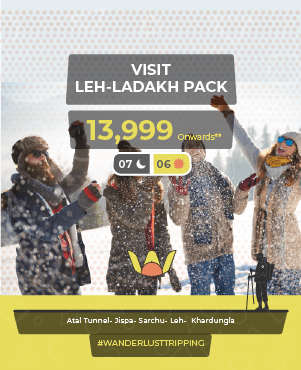 VISIT
LEH-LADAKH PACK
13,999 Onwards**
07 06
Atal Tunnel- Jispa- Sarchu- Leh- Khardungla
#WANDERLUSTTRIPPING